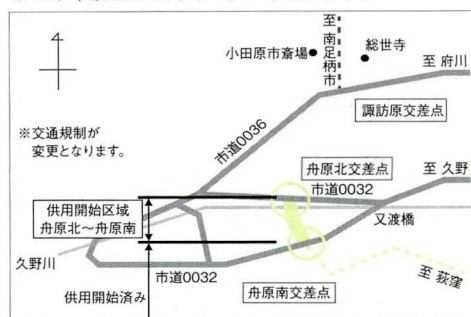 至南足柄市
小田原市斎場
総世寺
至 府川
諏訪原交差点
※交通規制が
変更となります。
市道0036
舟原北交差点
至 久野
市道0032
供用開始区域
舟原北～舟原南
又渡橋
久野川
市道0032
至 荻窪
供用開始済み
舟原南交差点